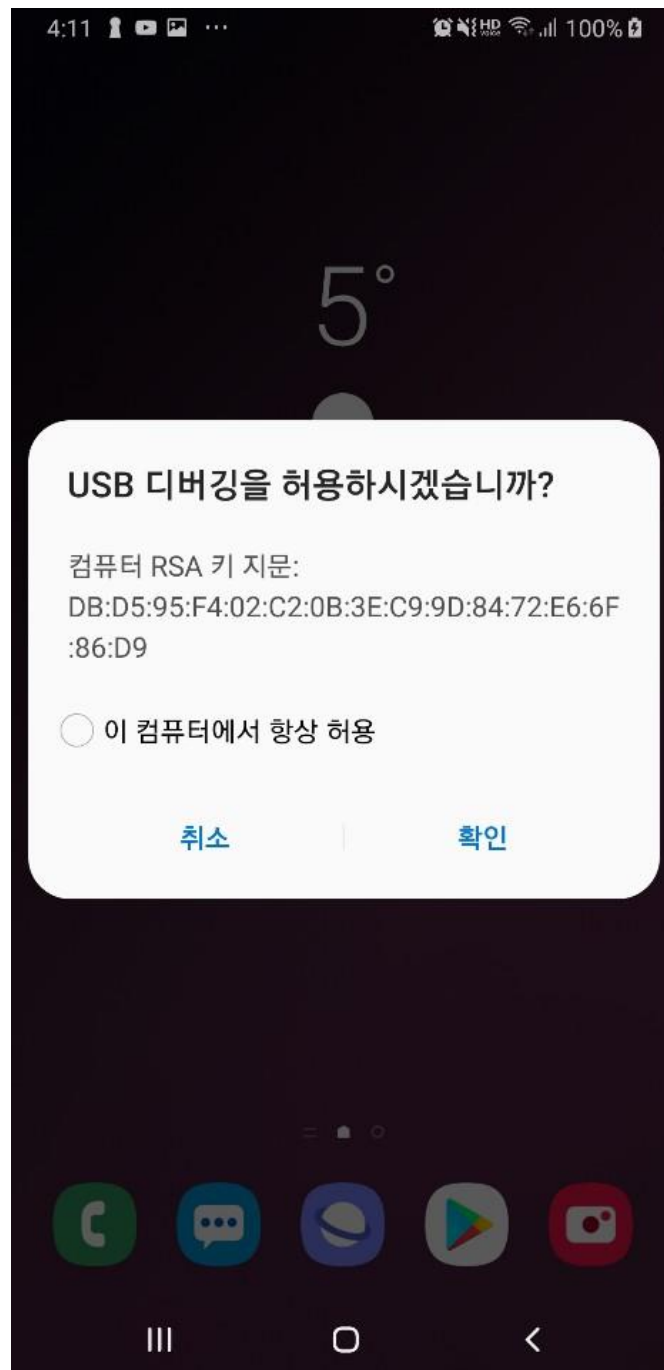 4:11 ... HD Voice 100%
5°
USB 디버깅을 허용하시겠습니까?
컴퓨터 RSA 키 지문:
DB:D5:95:F4:02:C2:0B:3E:C9:9D:84:72:E6:6F
:86:D9
이 컴퓨터에서 항상 허용
취소 확인